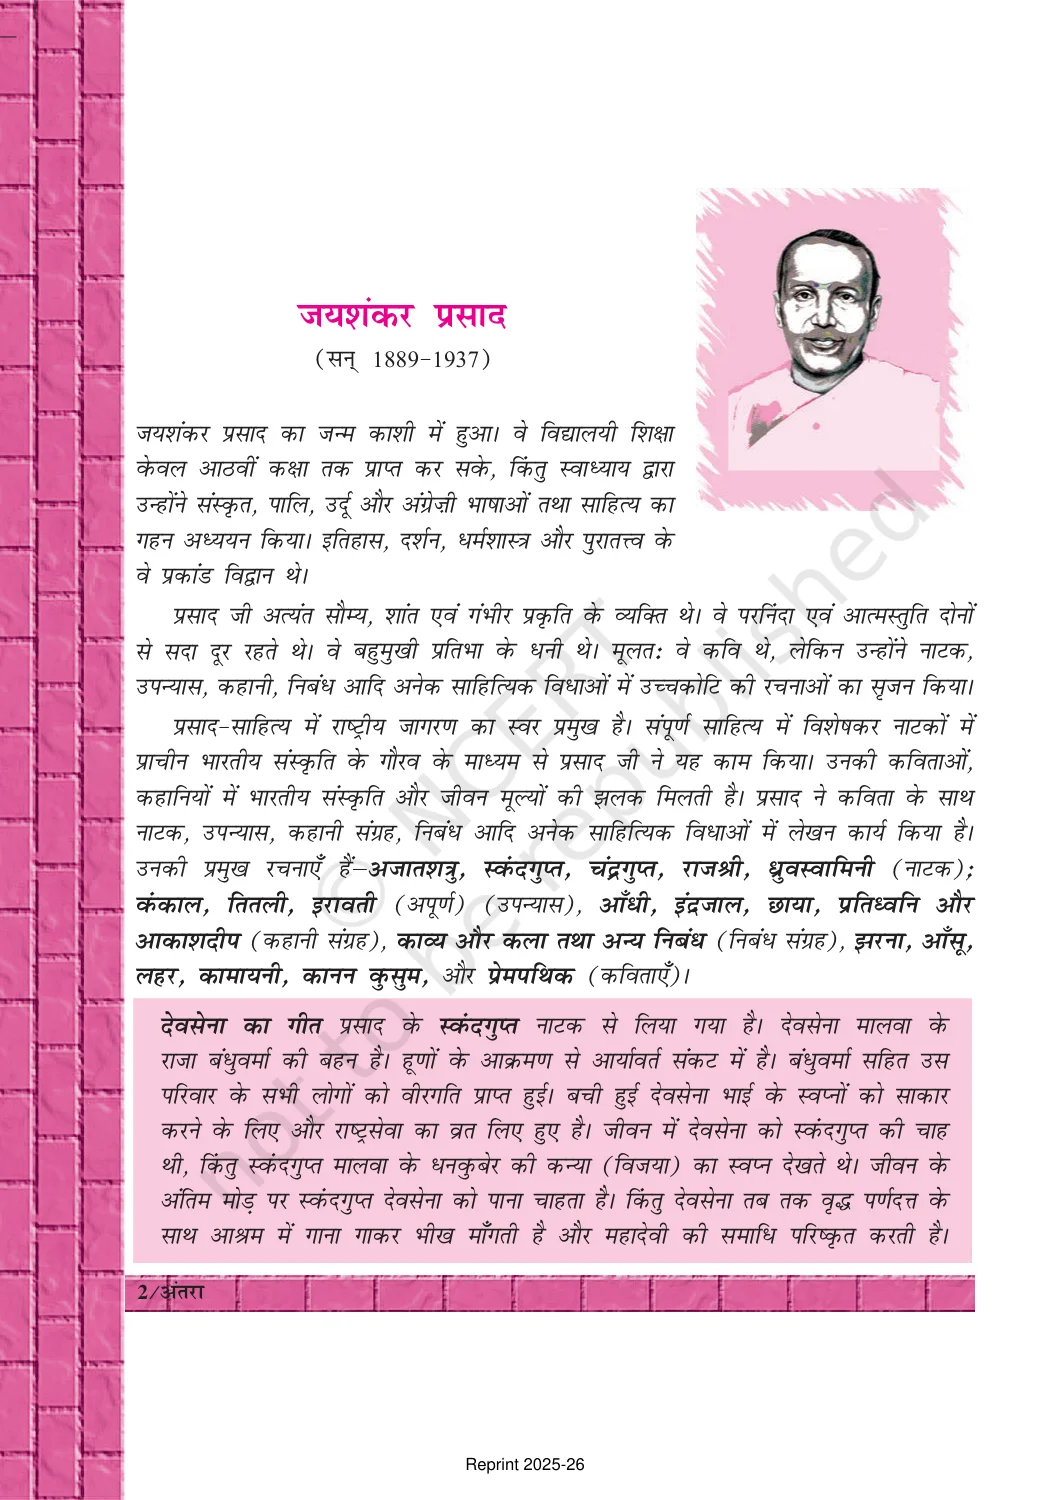 जयशंकर प्रसाद
(सन् 1889-1937)
जयशंकर प्रसाद का जन्म काशी में हुआ। वे विद्यालयी शिक्षा
केवल आठवीं कक्षा तक प्राप्त कर सके, किंतु स्वाध्याय द्वारा
उन्होंने संस्कृत, पालि, उर्दू और अंग्रेज़ी भाषाओं तथा साहित्य का
गहन अध्ययन किया। इतिहास, दर्शन, धर्मशास्त्र और पुरातत्त्व के
वे प्रकांड विद्वान थे।
प्रसाद जी अत्यंत सौम्य, शांत एवं गंभीर प्रकृति के व्यक्ति थे। वे परनिंदा एवं आत्मस्तुति दोनों
से सदा दूर रहते थे। वे बहुमुखी प्रतिभा के धनी थे। मूलतः वे कवि थे, लेकिन उन्होंने नाटक,
उपन्यास, कहानी, निबंध आदि अनेक साहित्यिक विधाओं में उच्चकोटि की रचनाओं का सृजन किया।
प्रसाद-साहित्य में राष्ट्रीय जागरण का स्वर प्रमुख है। संपूर्ण साहित्य में विशेषकर नाटकों में
प्राचीन भारतीय संस्कृति के गौरव के माध्यम से प्रसाद जी ने यह काम किया। उनकी कविताओं,
कहानियों में भारतीय संस्कृति और जीवन मूल्यों की झलक मिलती है। प्रसाद ने कविता के साथ
नाटक, उपन्यास, कहानी संग्रह, निबंध आदि अनेक साहित्यिक विधाओं में लेखन कार्य किया है।
उनकी प्रमुख रचनाएँ हैं–अजातशत्रु, स्कंदगुप्त, चंद्रगुप्त, राजश्री, ध्रुवस्वामिनी (नाटक);
कंकाल, तितली, इरावती (अपूर्ण) (उपन्यास), आँधी, इंद्रजाल, छाया, प्रतिध्वनि और
आकाशदीप (कहानी संग्रह), काव्य और कला तथा अन्य निबंध (निबंध संग्रह), झरना, आँसू,
लहर, कामायनी, कानन कुसुम, और प्रेमपथिक (कविताएँ)।
देवसेना का गीत प्रसाद के स्कंदगुप्त नाटक से लिया गया है। देवसेना मालवा के
राजा बंधुवर्मा की बहन है। हूणों के आक्रमण से आर्यावर्त संकट में है। बंधुवर्मा सहित उस
परिवार के सभी लोगों को वीरगति प्राप्त हुई। बची हुई देवसेना भाई के स्वप्नों को साकार
करने के लिए और राष्ट्रसेवा का व्रत लिए हुए है। जीवन में देवसेना को स्कंदगुप्त की चाह
थी, किंतु स्कंदगुप्त मालवा के धनकुबेर की कन्या (विजया) का स्वप्न देखते थे। जीवन के
अंतिम मोड़ पर स्कंदगुप्त देवसेना को पाना चाहता है। किंतु देवसेना तब तक वृद्ध पर्णदत्त के
साथ आश्रम में गाना गाकर भीख माँगती है और महादेवी की समाधि परिष्कृत करती है।
2/अंतरा
© NCERT
not to be republished
Reprint 2025-26